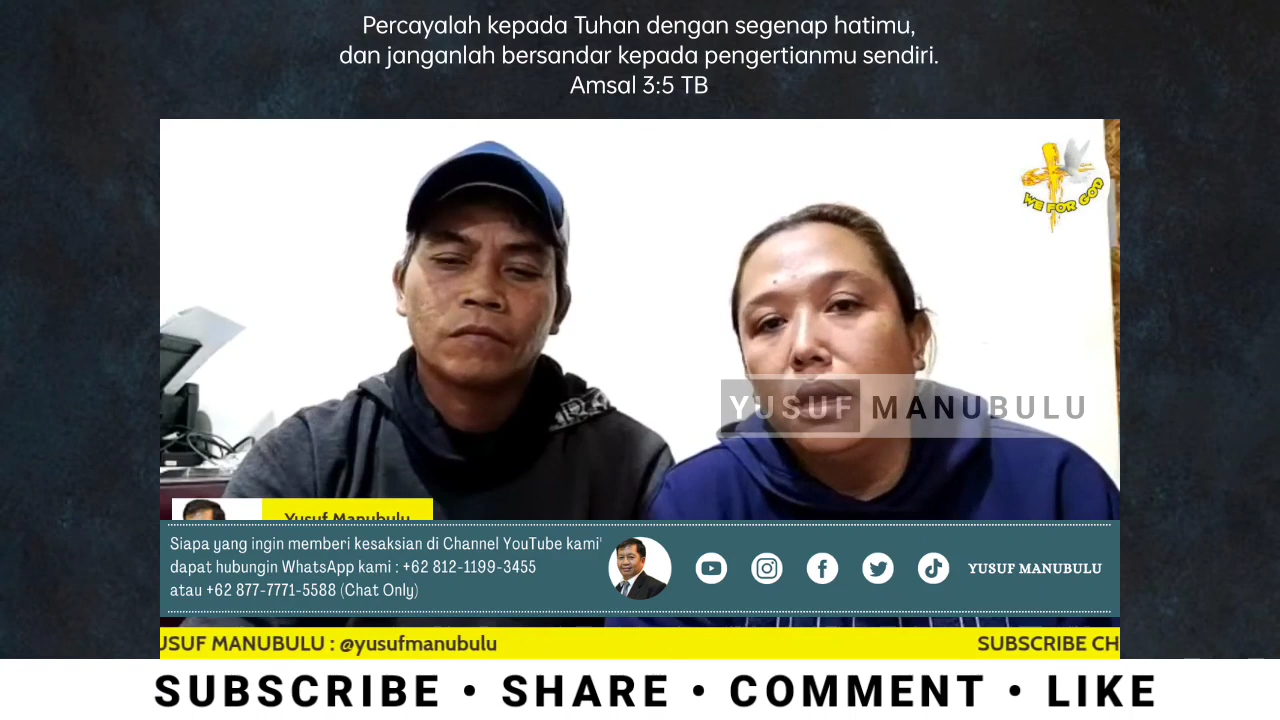 Percayalah kepada Tuhan dengan segenap hatimu,
dan janganlah bersandar kepada pengertianmu sendiri.
Amsal 3:5 TB
WE FOR GOD
YUSUF MANUBULU
Yusuf Manubulu
Siapa yang ingin memberi kesaksian di Channel YouTube kami'
dapat hubungin WhatsApp kami : +62 812-1199-3455
atau +62 877-7771-5588 (Chat Only)
YUSUF MANUBULU
USUF MANUBULU : @yusufmanubulu
SUBSCRIBE CH
SUBSCRIBE • SHARE • COMMENT • LIKE